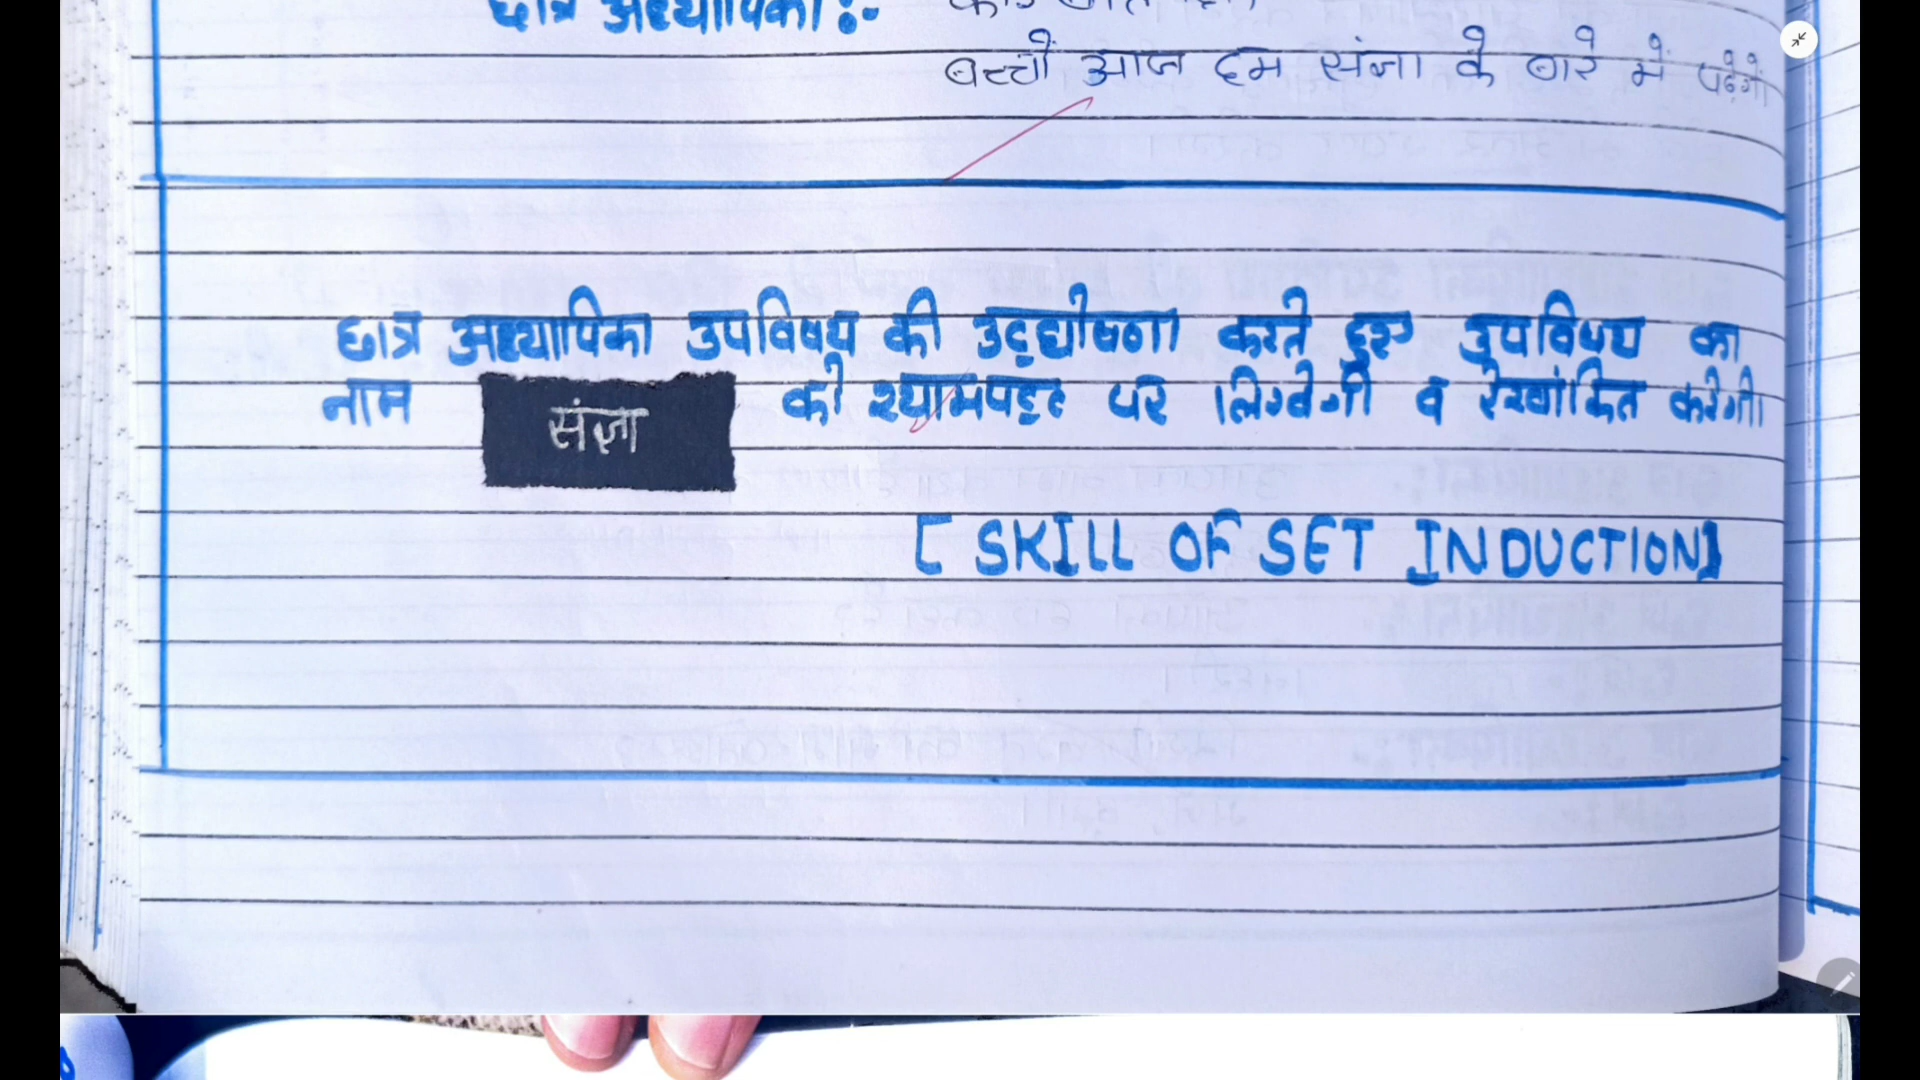 छात्र अध्यापिका:-
बच्चों आज हम संज्ञा के बारे में पढ़ेगें
छात्र अध्यापिका उपविषय की उद्घोषणा करते हुए उपविषय का
नाम संज्ञा को श्यामपट्ट पर लिखेगी व रेखांकित करेगी।
[ SKILL OF SET INDUCTION]